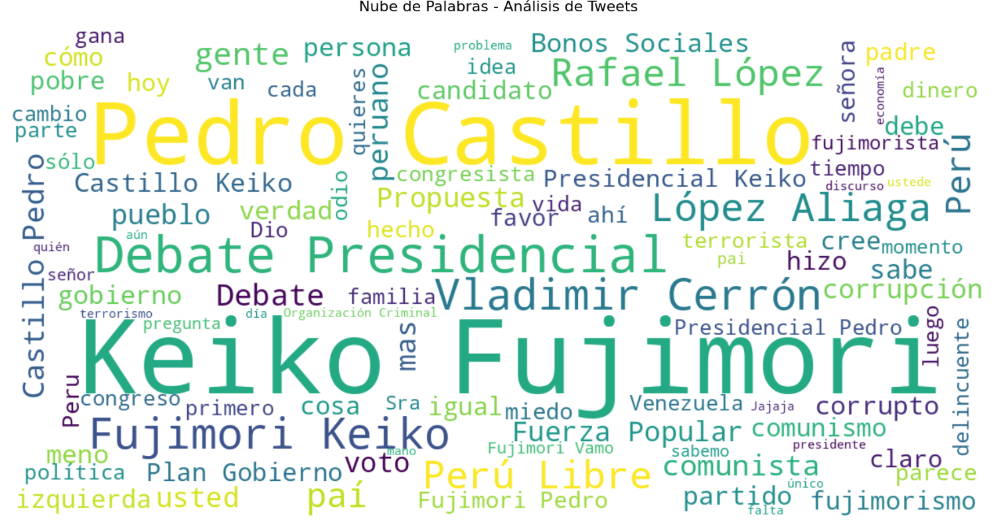 Nube de Palabras - Análisis de Tweets
gana
cómo
gente
persona
problema
Bonos Sociales
señora
padre
pobre
hoy
van
cada
quieres
peruano
idea
candidato
Rafael López
economía
dinero
cambio
parte
Pedro Castillo
debe
fujimorista
sólo
Castillo Pedro
Castillo Keiko
odio
congresista
Presidencial Keiko
tiempo
discurso
ustede
Perú
pueblo
verdad
Propuesta
vida
favor
ahí
López Aliaga
aún
Dio
hecho
quién
Debate Presidencial
terrorista
pai
cree
momento
hizo
sabe
señor
gobierno
Debate
familia
Vladimir Cerrón
corrupción
terrorismo
pregunta
día
Organización Criminal
mas
Presidencial Pedro
luego
delincuente
Keiko Fujimori
Peru
congreso
primero
cosa
Sra
igual
miedo
Venezuela
Jajaja
corrupto
Fujimori Keiko
Fuerza Popular
comunismo
presidente
meno
mano
voto
Fujimori Vamo
sabemo
claro
política
Plan Gobierno
Perú Libre
comunista
único
parece
izquierda
usted
paí
Fujimori Pedro
partido
falta
fujimorismo